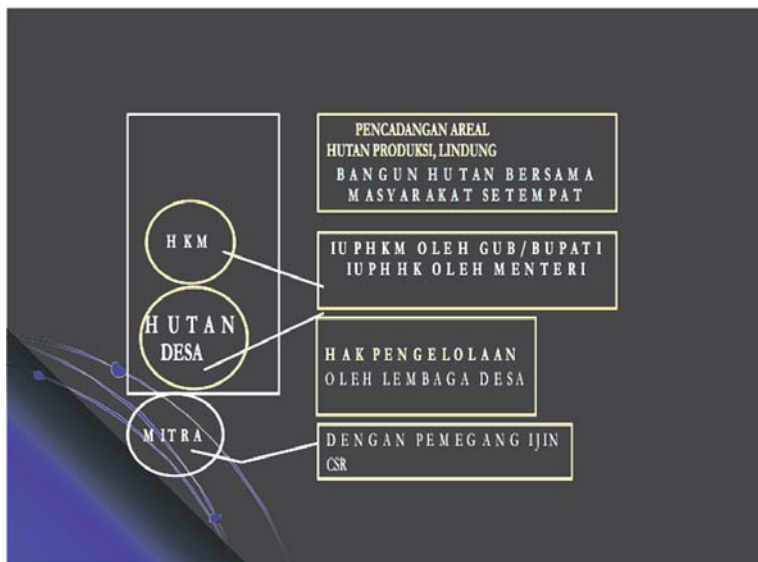 PENCADANGAN AREAL
HUTAN PRODUKSI, LINDUNG
BANGUN HUTAN BERSAMA
MASYARAKAT SETEMPAT
HKM
IUPHKM OLEH GUB/BUPATI
IUPHHK OLEH MENTERI
HUTAN
DESA
HAK PENGELOLAAN
OLEH LEMBAGA DESA
MITRA
DENGAN PEMEGANG IJIN
CSR